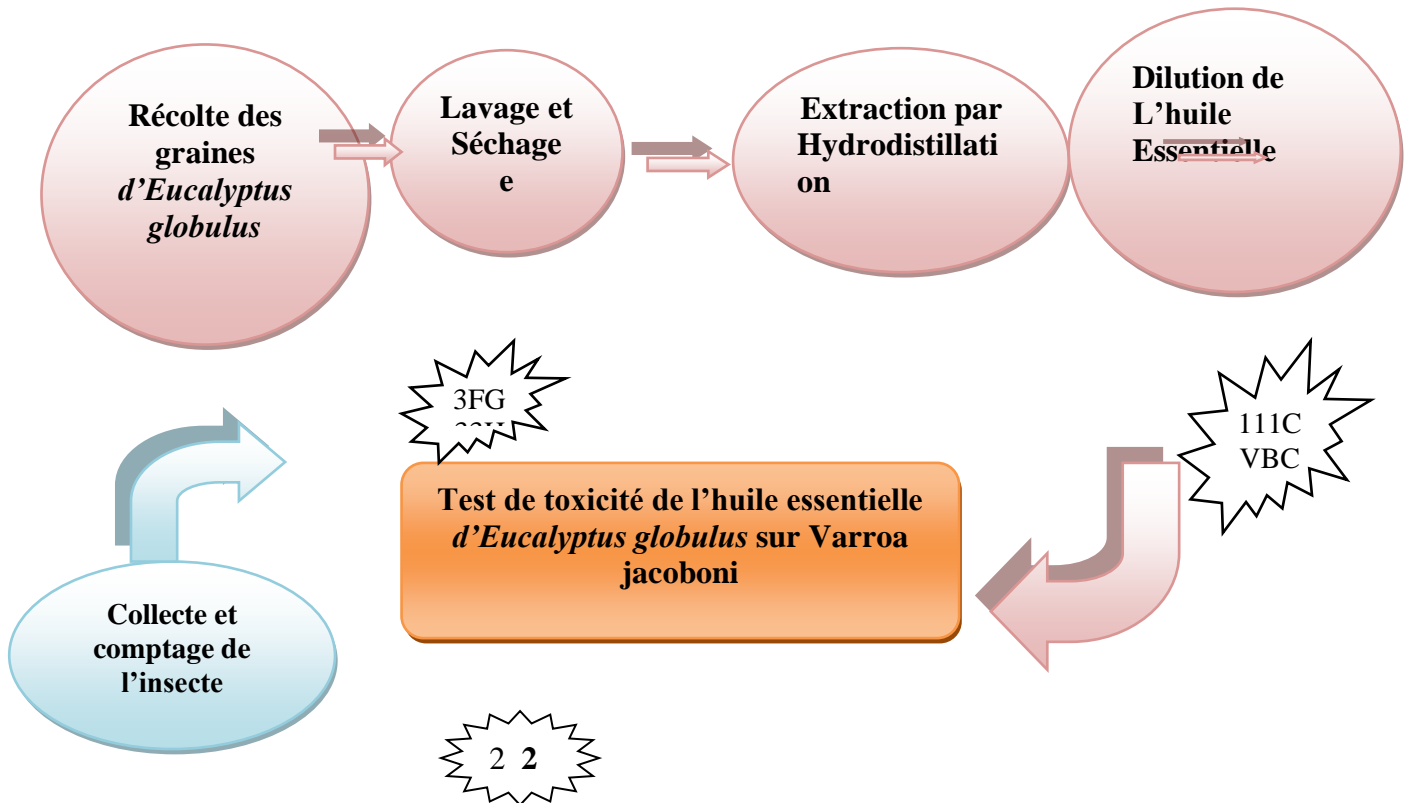 Récolte des
graines
d’Eucalyptus
globulus
Lavage et
Séchage
e
Extraction par
Hydrodistillati
on
Dilution de
L’huile
Essentielle
3FG
111C
VBC
Test de toxicité de l’huile essentielle
d’Eucalyptus globulus sur Varroa
jacoboni
Collecte et
comptage de
l’insecte
2 2